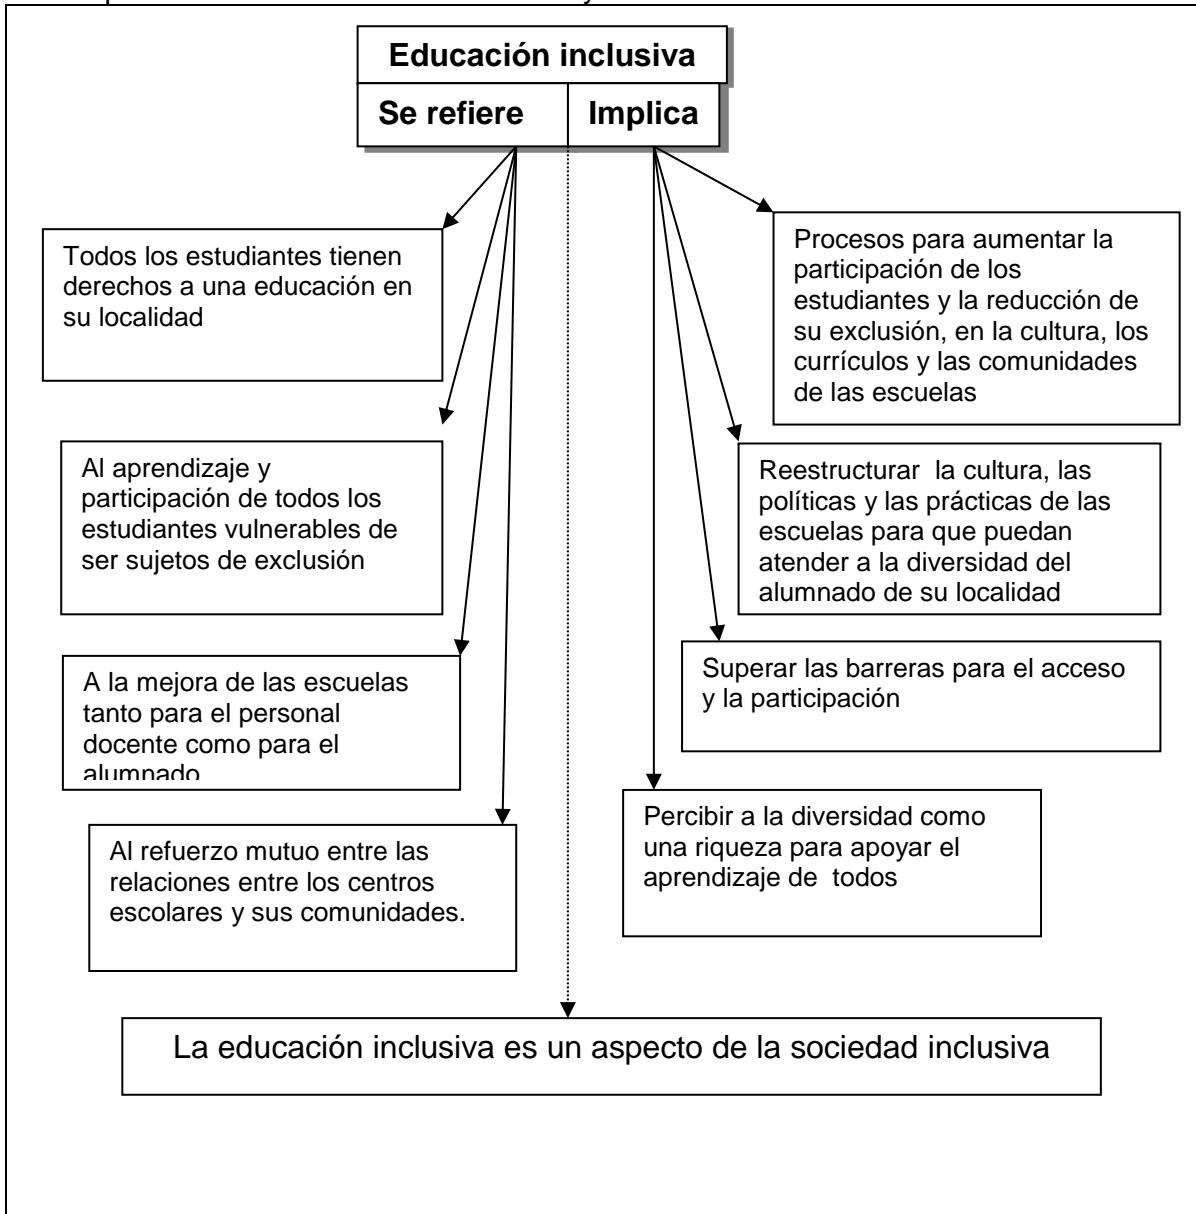 Educación inclusiva
Se refiere
Implica
Todos los estudiantes tienen
derechos a una educación en
su localidad
Al aprendizaje y
participación de todos los
estudiantes vulnerables de
ser sujetos de exclusión
A la mejora de las escuelas
tanto para el personal
docente como para el
alumnado
Al refuerzo mutuo entre las
relaciones entre los centros
escolares y sus comunidades.
Procesos para aumentar la
participación de los
estudiantes y la reducción de
su exclusión, en la cultura, los
currículos y las comunidades
de las escuelas
Reestructurar la cultura, las
políticas y las prácticas de las
escuelas para que puedan
atender a la diversidad del
alumnado de su localidad
Superar las barreras para el acceso
y la participación
Percibir a la diversidad como
una riqueza para apoyar el
aprendizaje de todos
La educación inclusiva es un aspecto de la sociedad inclusiva